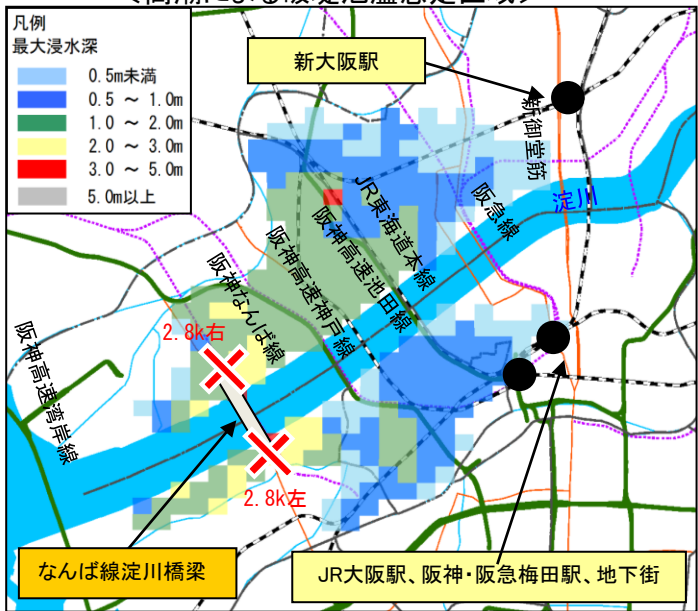 凡例
最大浸水深
0.5m未満
0.5 ～ 1.0m
1.0 ～ 2.0m
2.0 ～ 3.0m
3.0 ～ 5.0m
5.0m以上
新大阪駅
新御堂筋
淀川
阪急線
JR東海道本線
阪神高速池田線
阪神高速神戸線
阪神なんば線
2.8k右
阪神高速湾岸線
2.8k左
なんば線淀川橋梁
JR大阪駅、阪神・阪急梅田駅、地下街